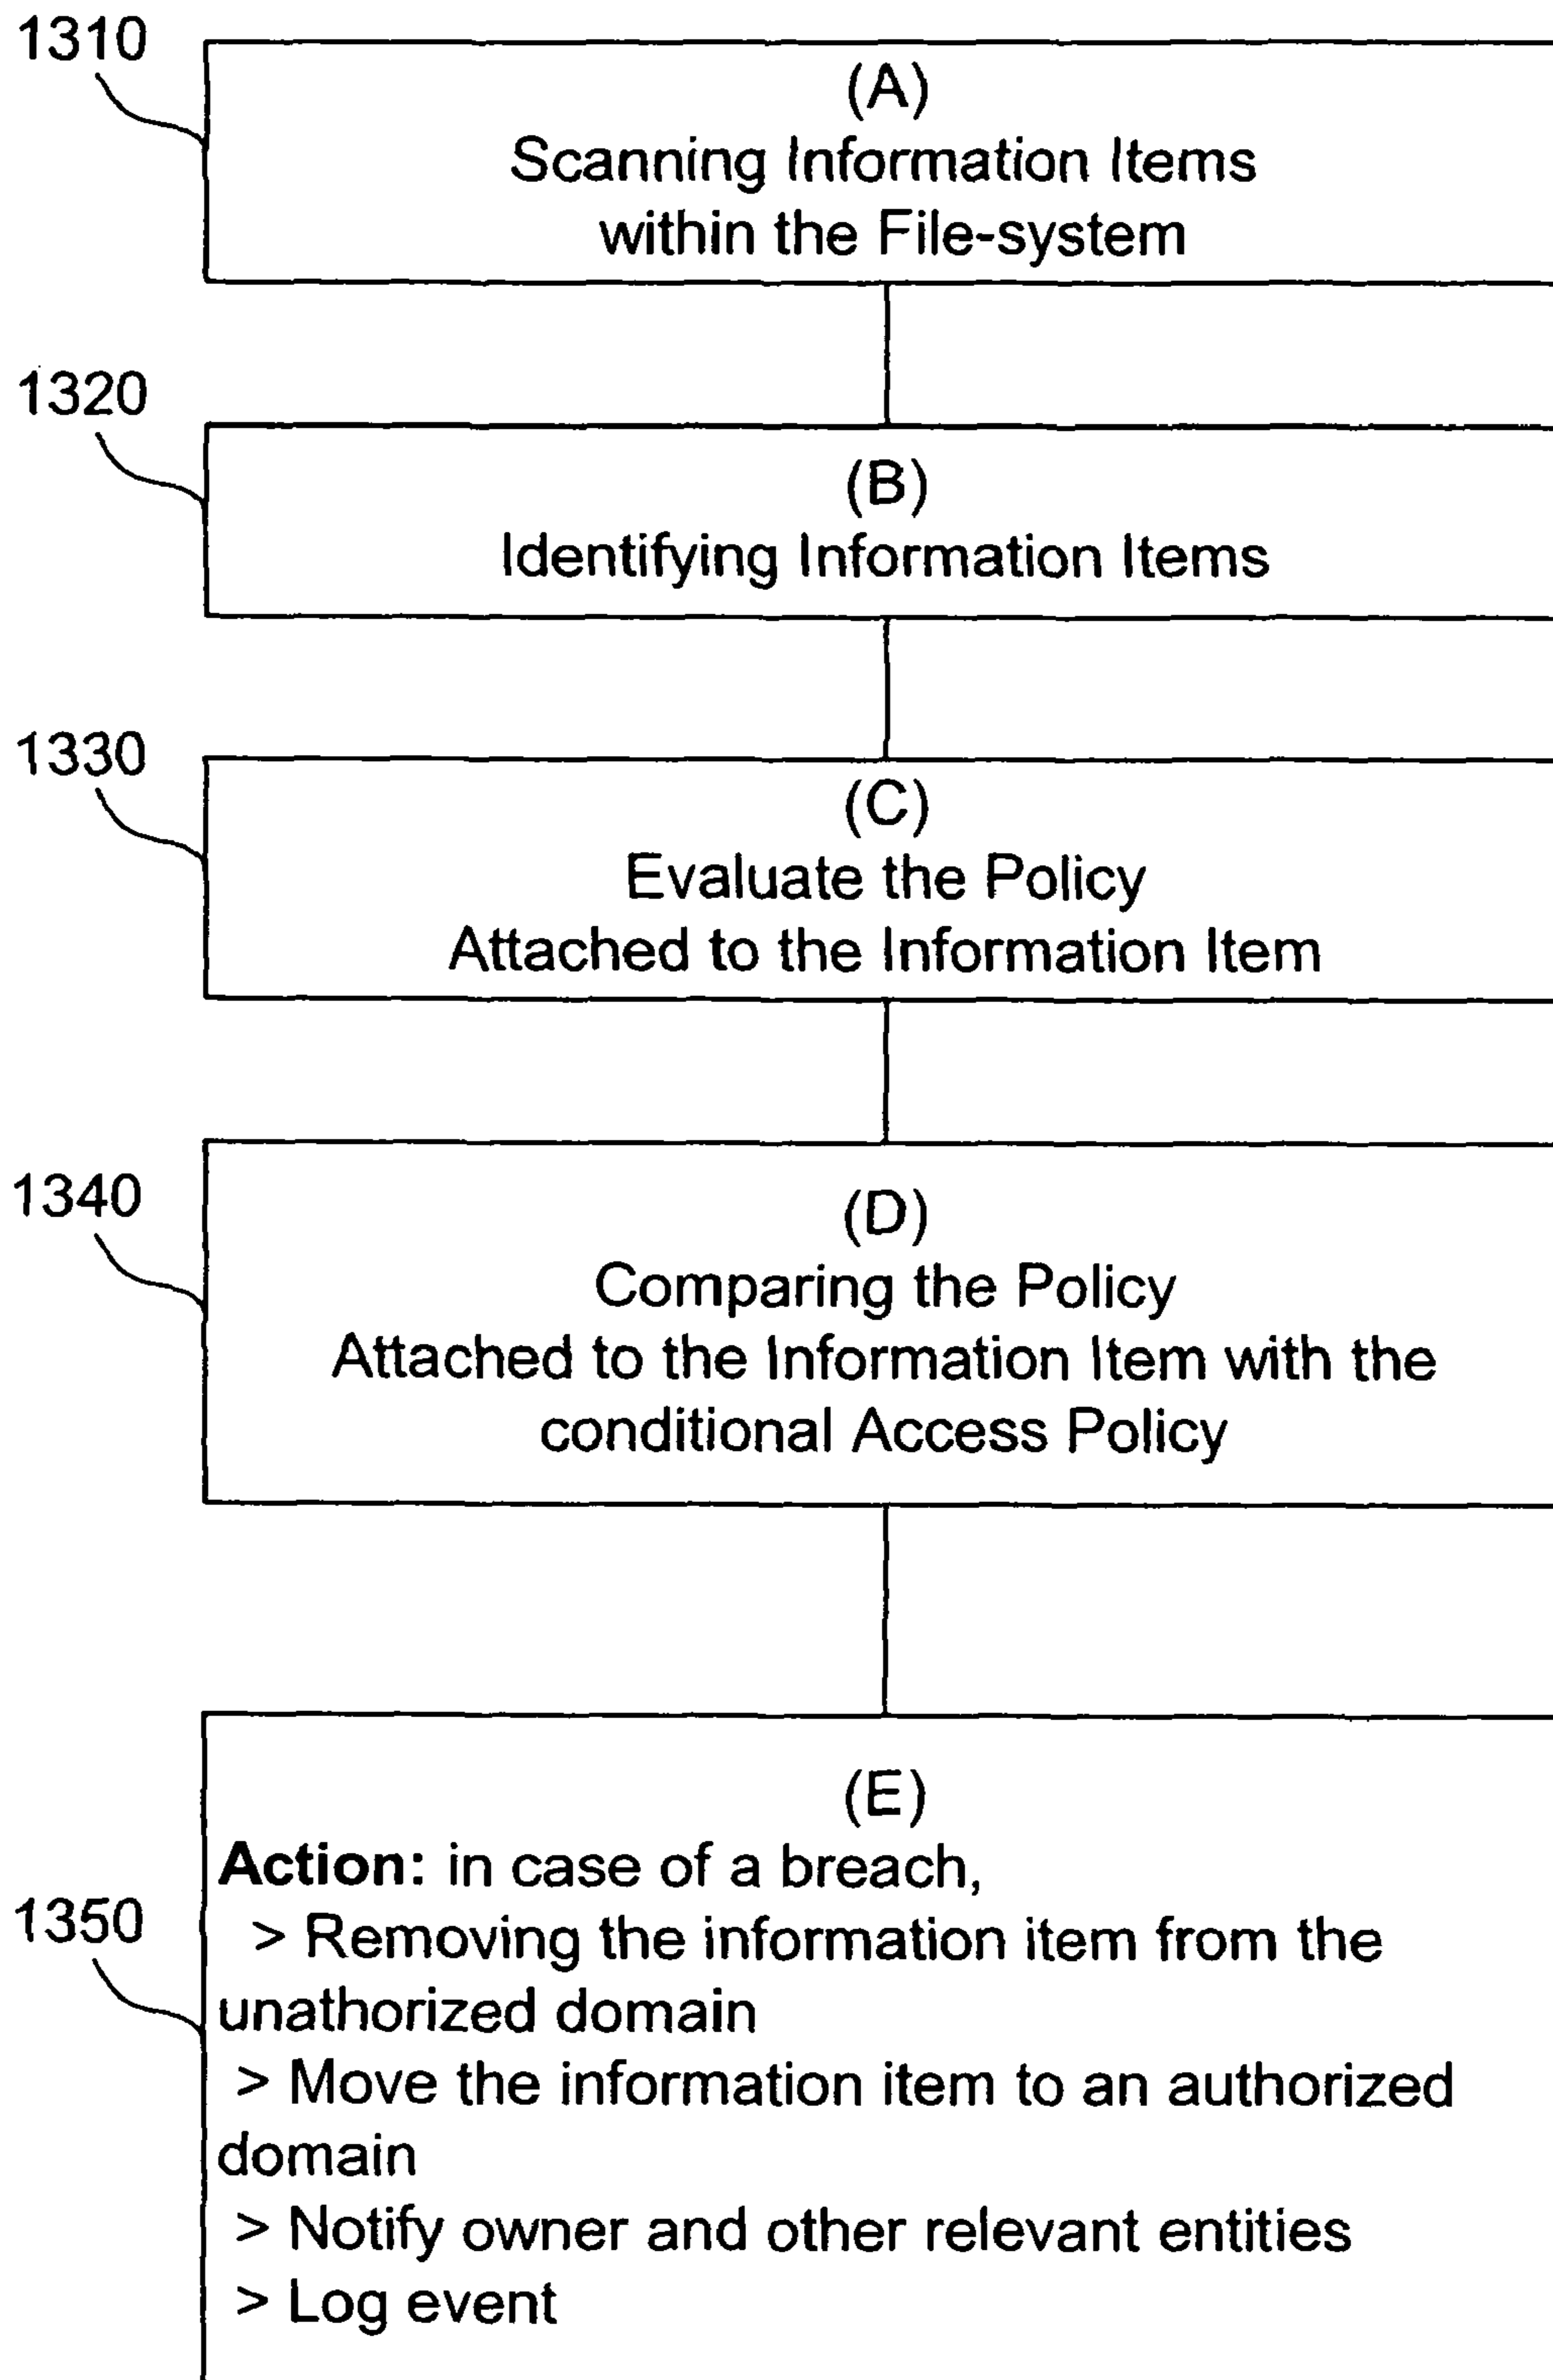 1310
(A)
Scanning Information Items
within the File-system
1320
(B)
Identifying Information Items
1330
(C)
Evaluate the Policy
Attached to the Information Item
1340
(D)
Comparing the Policy
Attached to the Information Item with the
conditional Access Policy
1350
(E)
Action: in case of a breach,
> Removing the information item from the
unathorized domain
> Move the information item to an authorized
domain
> Notify owner and other relevant entities
> Log event